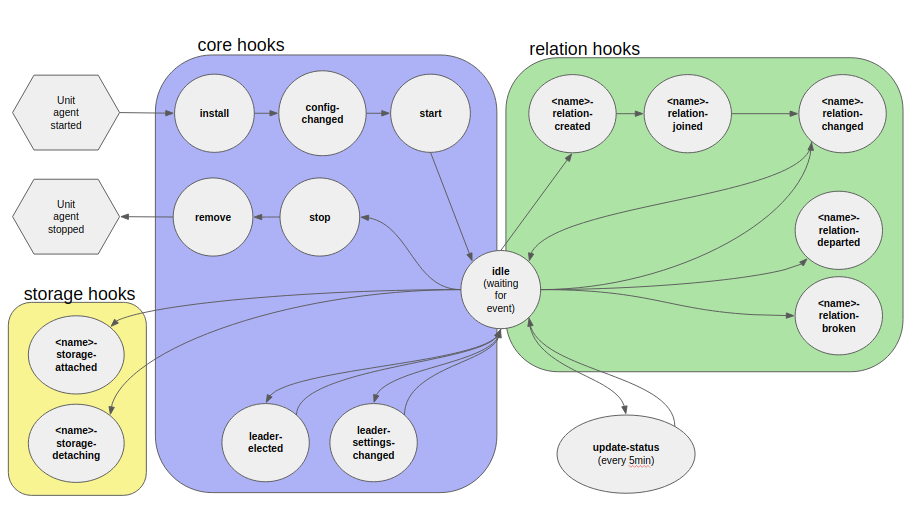 core hooks
relation hooks
Unit
agent
started
install
config-
changed
start
<name>-
relation-
created
<name>-
relation-
joined
<name>-
relation-
changed
Unit
agent
stopped
remove
stop
<name>-
relation-
departed
idle
(waiting
for
event)
storage hooks
<name>-
relation-
broken
<name>-
storage-
attached
<name>-
storage-
detaching
leader-
elected
leader-
settings-
changed
update-status
(every 5min)